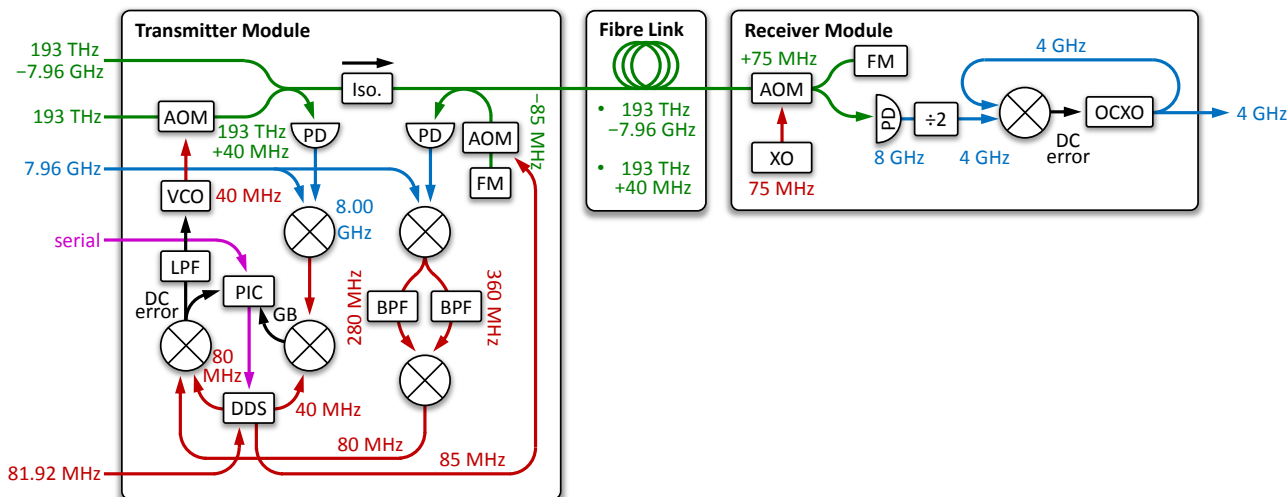 Transmitter Module
Fibre Link
Receiver Module
193 THz
−7.96 GHz
193 THz
AOM
193 THz
+40 MHz
Iso.
PD
PD
−85 MHz
AOM
FM
7.96 GHz
VCO
40 MHz
8.00
GHz
serial
LPF
PIC
DC
error
GB
280 MHz
BPF
BPF
360 MHz
80
MHz
DDS
40 MHz
80 MHz
85 MHz
81.92 MHz
• 193 THz
−7.96 GHz
• 193 THz
+40 MHz
+75 MHz
AOM
FM
XO
75 MHz
PD
÷2
8 GHz
4 GHz
4 GHz
DC
error
OCXO
4 GHz